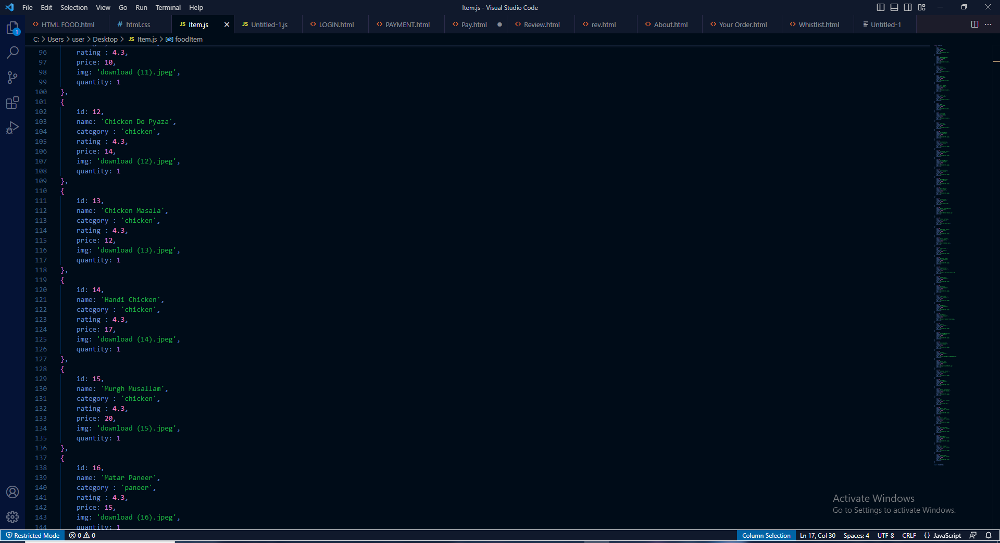 File Edit Selection View Go Run Terminal Help Item.js - Visual Studio Code
HTML FOOD.html html.css Item.js Untitled-1.js LOGIN.html PAYMENT.html Pay.html Review.html rev.html About.html Your Order.html Whistlist.html Untitled-1
C: > Users > user > Desktop > JS Item.js > foodItem
96 rating : 4.3,
97 price: 10,
98 img: 'download (11).jpeg',
99 quantity: 1
100 },
101 {
102 id: 12,
103 name: 'Chicken Do Pyaza',
104 category : 'chicken',
105 rating : 4.3,
106 price: 14,
107 img: 'download (12).jpeg',
108 quantity: 1
109 },
110 {
111 id: 13,
112 name: 'Chicken Masala',
113 category : 'chicken',
114 rating : 4.3,
115 price: 12,
116 img: 'download (13).jpeg',
117 quantity: 1
118 },
119 {
120 id: 14,
121 name: 'Handi Chicken',
122 category : 'chicken',
123 rating : 4.3,
124 price: 17,
125 img: 'download (14).jpeg',
126 quantity: 1
127 },
128 {
129 id: 15,
130 name: 'Murgh Musallam',
131 category : 'chicken',
132 rating : 4.3,
133 price: 20,
134 img: 'download (15).jpeg',
135 quantity: 1
136 },
137 {
138 id: 16,
139 name: 'Matar Paneer',
140 category : 'paneer',
141 rating : 4.3,
142 price: 15,
143 img: 'download (16).jpeg',
144 quantity: 1
Activate Windows
Go to Settings to activate Windows.
Restricted Mode 0 0 Column Selection Ln 17, Col 30 Spaces: 4 UTF-8 CRLF {} JavaScript